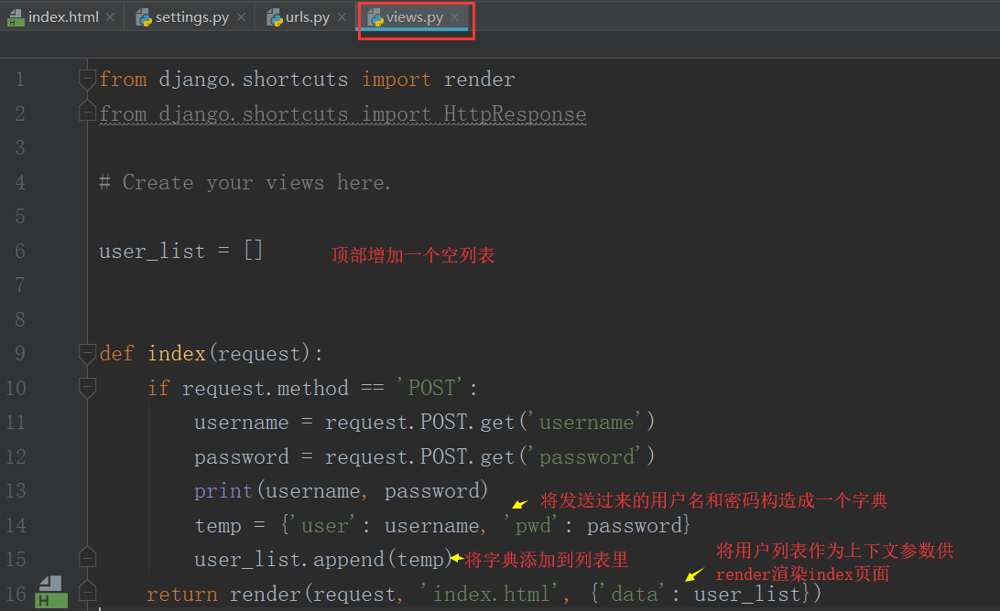 index.html settings.py urls.py views.py
1 from django.shortcuts import render
2 from django.shortcuts import HttpResponse
3
4 # Create your views here.
5
6 user_list = [] 顶部增加一个空列表
7
8
9 def index(request):
10 if request.method == 'POST':
11 username = request.POST.get('username')
12 password = request.POST.get('password')
13 print(username, password)
将发送过来的用户名和密码构造成一个字典
14 temp = {'user': username, 'pwd': password}
15 user_list.append(temp) 将字典添加到列表里
将用户列表作为上下文参数供
render渲染index页面
16 return render(request, 'index.html', {'data': user_list})